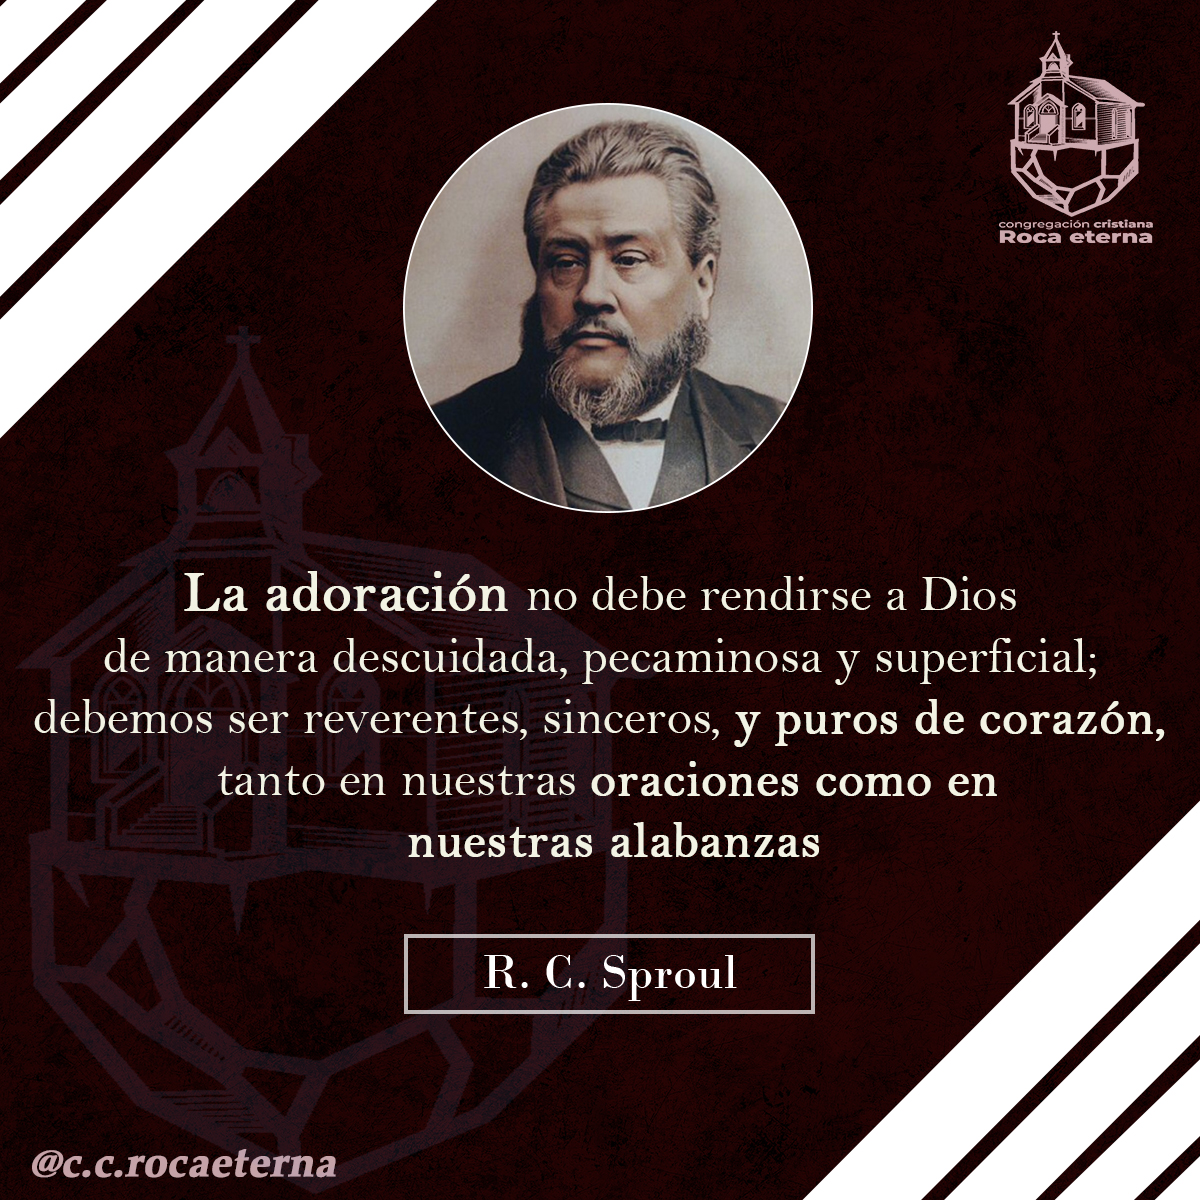 congregación cristiana
Roca eterna
La adoración no debe rendirse a Dios
de manera descuidada, pecaminosa y superficial;
debemos ser reverentes, sinceros, y puros de corazón,
tanto en nuestras oraciones como en
nuestras alabanzas
R. C. Sproul
@c.c.rocaeterna